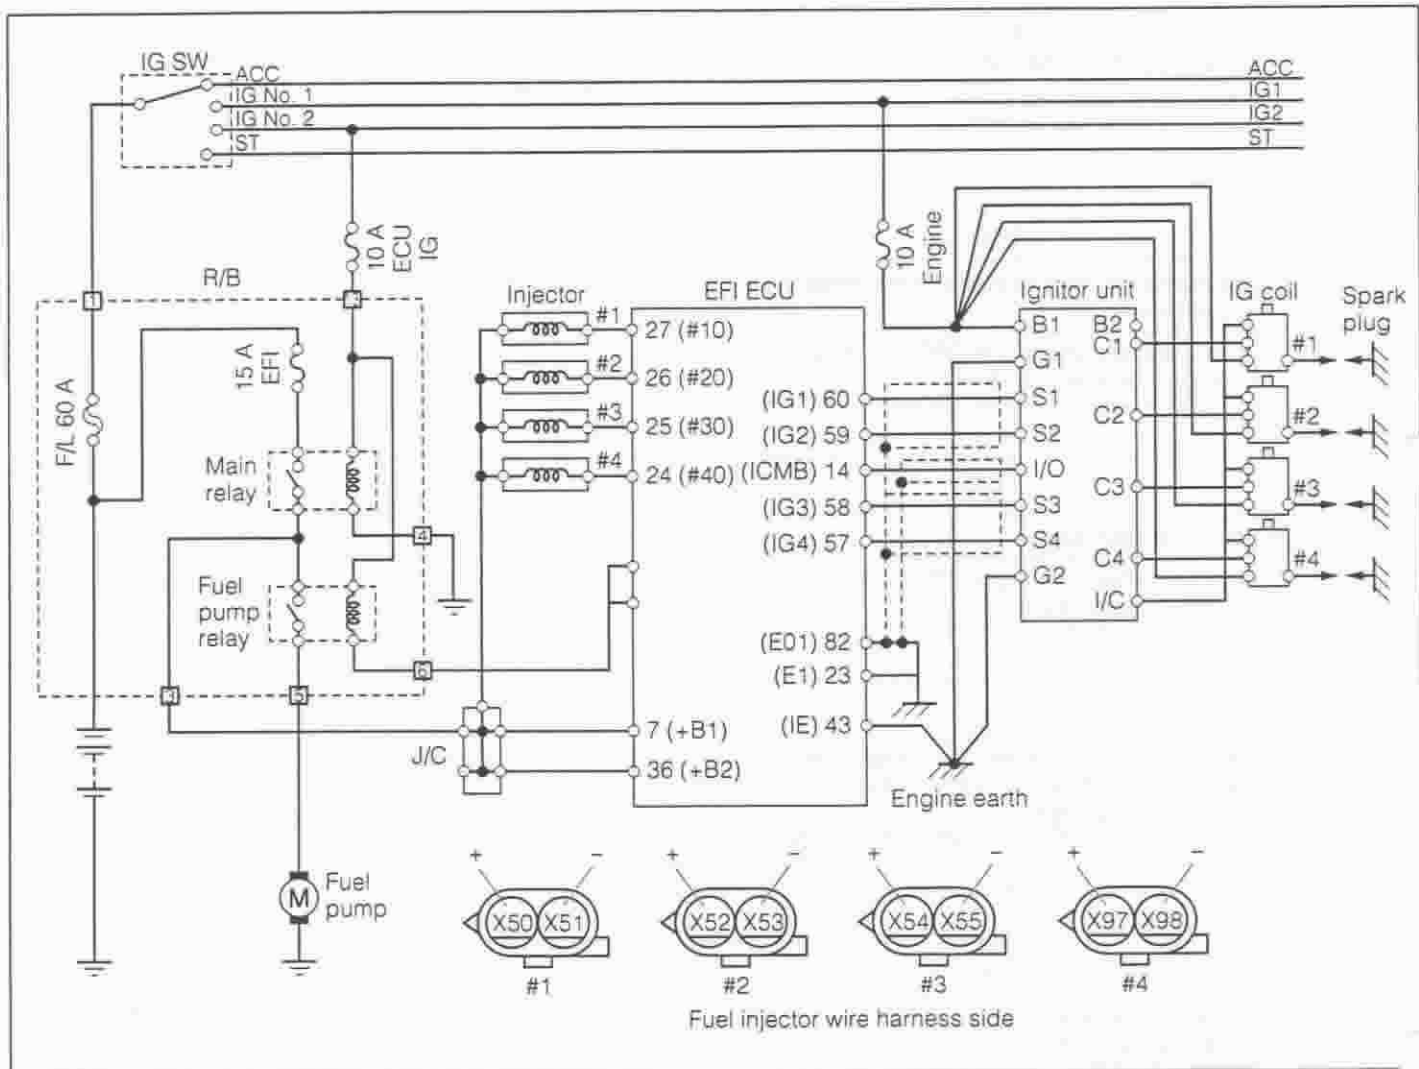 IG SW
ACC
IG No. 1
IG No. 2
ST
ACC
IG1
IG2
ST
10 A
ECU
IG
10 A
Engine
R/B
1
2
F/L 60 A
15 A
EFI
Main
relay
4
Fuel
pump
relay
6
3
5
Injector
#1
#2
#3
#4
EFI ECU
27 (#10)
26 (#20)
25 (#30)
24 (#40)
(IG1) 60
(IG2) 59
(ICMB) 14
(IG3) 58
(IG4) 57
(E01) 82
(E1) 23
(IE) 43
7 (+B1)
36 (+B2)
J/C
Ignitor unit
B1
G1
S1
S2
I/O
S3
S4
G2
B2
C1
C2
C3
C4
I/C
IG coil
#1
#2
#3
#4
Spark
plug
Engine earth
M
Fuel
pump
+ −
X50 X51
#1
+ −
X52 X53
#2
+ −
X54 X55
#3
+ −
X97 X98
#4
Fuel injector wire harness side